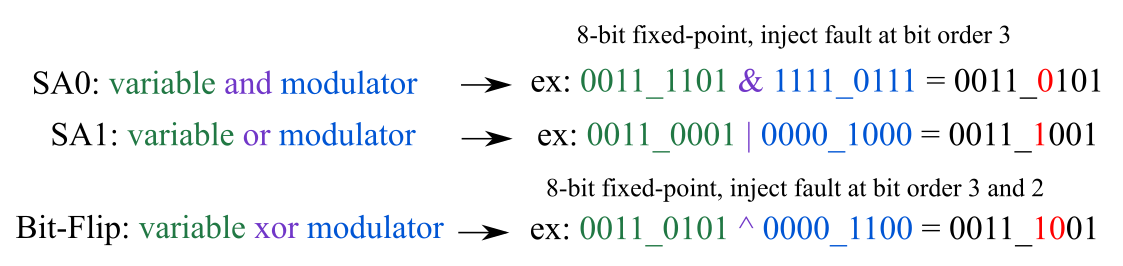 8-bit fixed-point, inject fault at bit order 3
SA0: variable and modulator → ex: 0011_1101 & 1111_0111 = 0011_0101
SA1: variable or modulator → ex: 0011_0001 | 0000_1000 = 0011_1001
8-bit fixed-point, inject fault at bit order 3 and 2
Bit-Flip: variable xor modulator → ex: 0011_0101 ^ 0000_1100 = 0011_1001